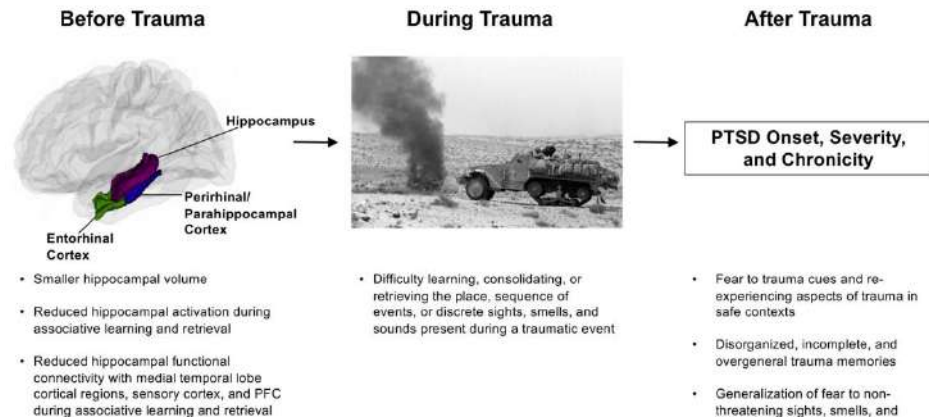 Before Trauma
During Trauma
After Trauma
Hippocampus
Perirhinal/
Parahippocampal
Cortex
Entorhinal
Cortex
PTSD Onset, Severity,
and Chronicity
• Smaller hippocampal volume
• Reduced hippocampal activation during
associative learning and retrieval
• Reduced hippocampal functional
connectivity with medial temporal lobe
cortical regions, sensory cortex, and PFC
during associative learning and retrieval
• Difficulty learning, consolidating, or
retrieving the place, sequence of
events, or discrete sights, smells, and
sounds present during a traumatic event
• Fear to trauma cues and re-
experiencing aspects of trauma in
safe contexts
• Disorganized, incomplete, and
overgeneral trauma memories
• Generalization of fear to non-
threatening sights, smells, and